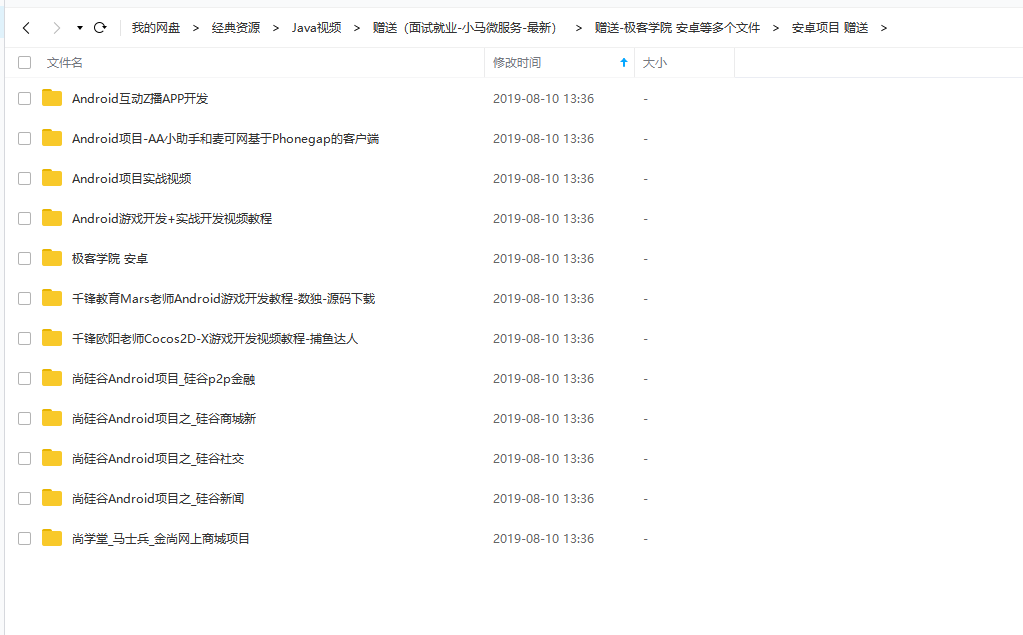 我的网盘 > 经典资源 > Java视频 > 赠送（面试就业-小马微服务-最新） > 赠送-极客学院 安卓等多个文件 > 安卓项目 赠送 >
文件名 修改时间 大小
Android互动Z播APP开发 2019-08-10 13:36 -
Android项目-AA小助手和麦可网基于Phonegap的客户端 2019-08-10 13:36 -
Android项目实战视频 2019-08-10 13:36 -
Android游戏开发+实战开发视频教程 2019-08-10 13:36 -
极客学院 安卓 2019-08-10 13:36 -
千锋教育Mars老师Android游戏开发教程-数独-源码下载 2019-08-10 13:36 -
千锋欧阳老师Cocos2D-X游戏开发视频教程-捕鱼达人 2019-08-10 13:36 -
尚硅谷Android项目_硅谷p2p金融 2019-08-10 13:36 -
尚硅谷Android项目之_硅谷商城新 2019-08-10 13:36 -
尚硅谷Android项目之_硅谷社交 2019-08-10 13:36 -
尚硅谷Android项目之_硅谷新闻 2019-08-10 13:36 -
尚学堂_马士兵_金尚网上商城项目 2019-08-10 13:36 -